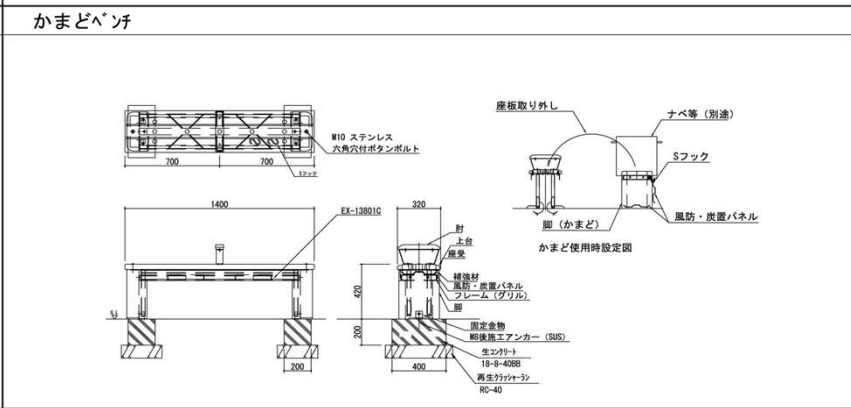 かまどベンチ
M10 ステンレス
六角穴付ボタンボルト
700
700
Sフック
座板取り外し
ナベ等（別途）
Sフック
風防・炭置パネル
脚（かまど）
かまど使用時設定図
1400
EX-13801C
GL
200
320
肘
上台
座受
補強材
風防・炭置パネル
フレーム（グリル）
脚
420
200
固定金物
M8後施工アンカー（SUS）
生コンクリート
18-8-40BB
400
再生クラッシャーラン
RC-40